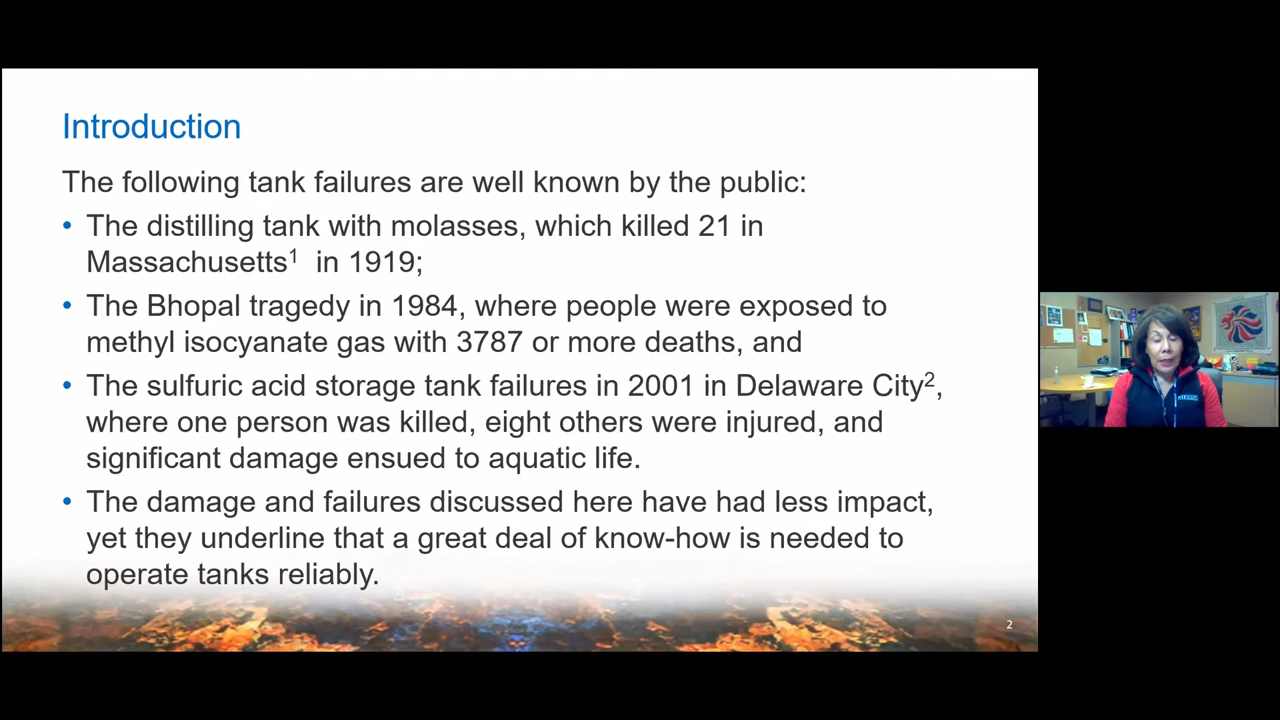 Introduction
The following tank failures are well known by the public:
• The distilling tank with molasses, which killed 21 in
Massachusetts¹ in 1919;
• The Bhopal tragedy in 1984, where people were exposed to
methyl isocyanate gas with 3787 or more deaths, and
• The sulfuric acid storage tank failures in 2001 in Delaware City²,
where one person was killed, eight others were injured, and
significant damage ensued to aquatic life.
• The damage and failures discussed here have had less impact,
yet they underline that a great deal of know-how is needed to
operate tanks reliably.
2